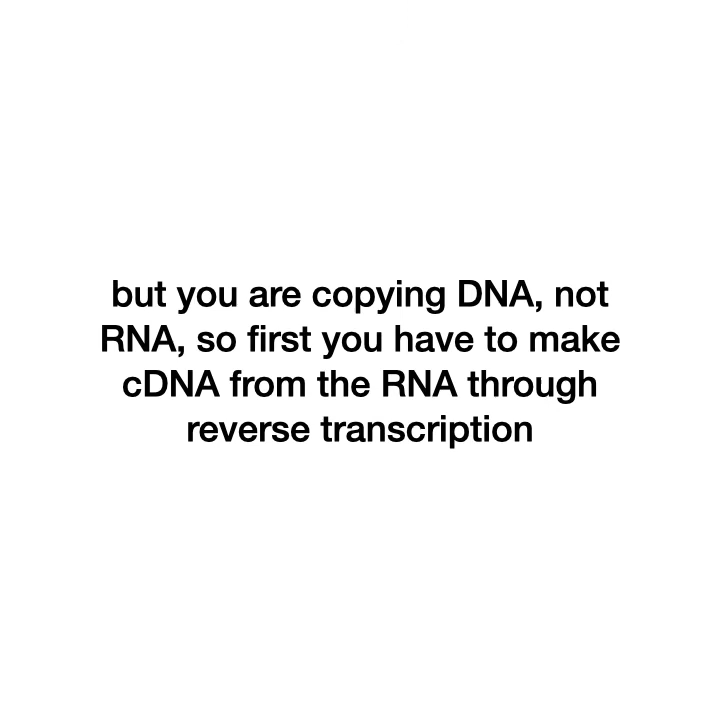 but you are copying DNA, not
RNA, so first you have to make
cDNA from the RNA through
reverse transcription